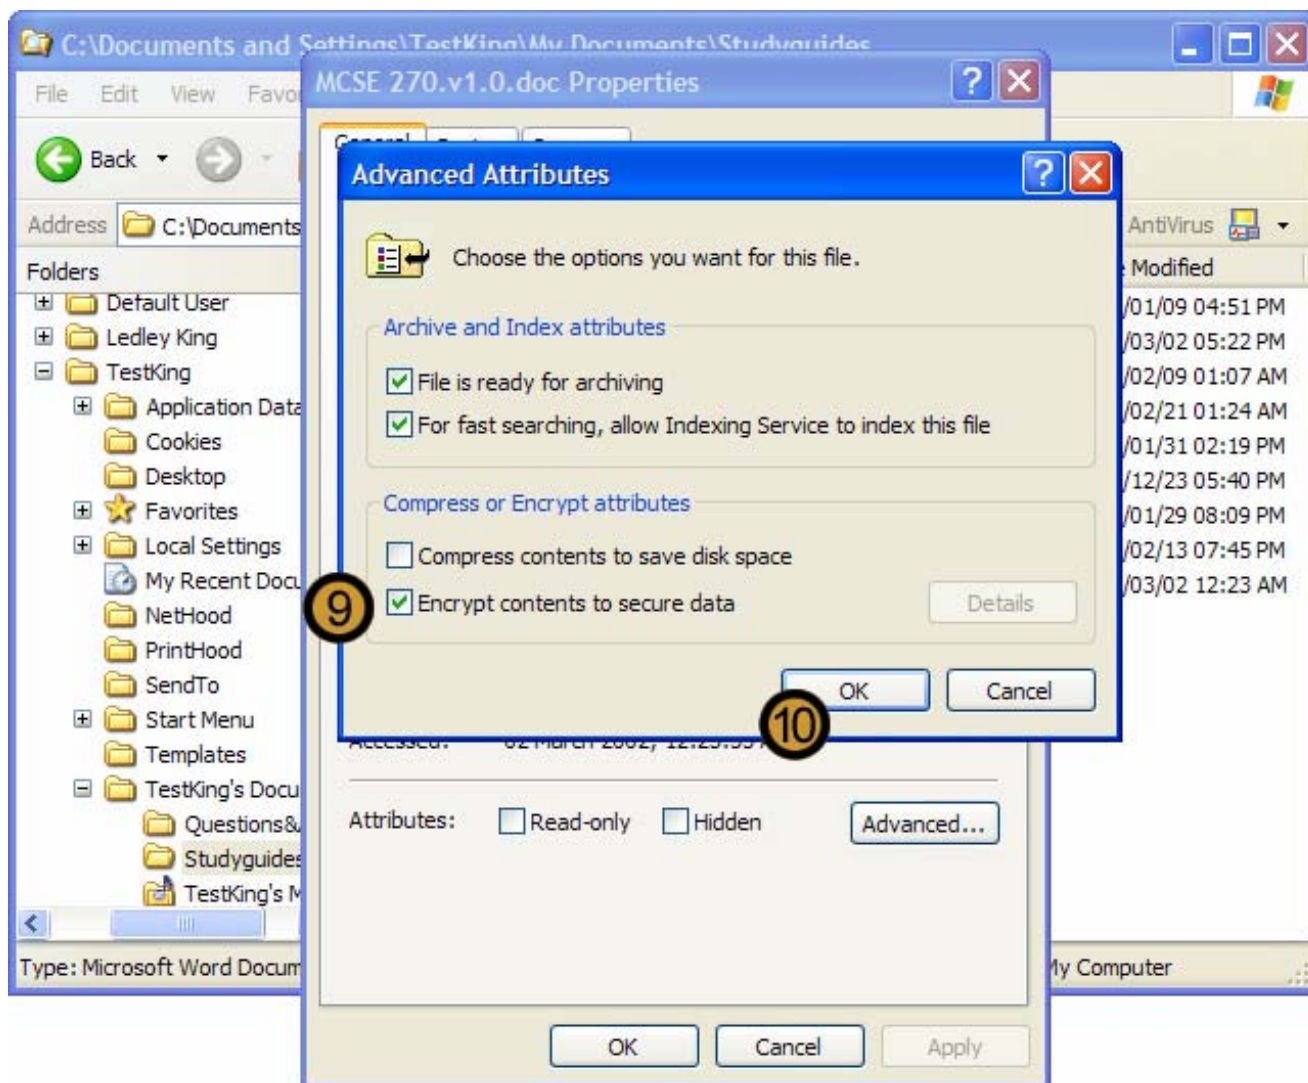 C:\Documents and Settings\TestKing\My Documents\Studyguides
MCSE 270.v1.0.doc Properties
File Edit View Favo
General
Back
Advanced Attributes
Address C:\Documents
AntiVirus
Choose the options you want for this file.
Folders
Modified
Default User
Ledley King
TestKing
Application Data
Cookies
Desktop
Favorites
Local Settings
My Recent Docu
NetHood
PrintHood
SendTo
Start Menu
Templates
TestKing's Docu
Questions&
Studyguides
TestKing's M
Archive and Index attributes
File is ready for archiving
For fast searching, allow Indexing Service to index this file
Compress or Encrypt attributes
Compress contents to save disk space
9
Encrypt contents to secure data
Details
OK Cancel
10
/01/09 04:51 PM
/03/02 05:22 PM
/02/09 01:07 AM
/02/21 01:24 AM
/01/31 02:19 PM
/12/23 05:40 PM
/01/29 08:09 PM
/02/13 07:45 PM
/03/02 12:23 AM
Accessed: 02 March 2002,
Attributes: Read-only Hidden Advanced...
Type: Microsoft Word Docum
My Computer
OK Cancel Apply